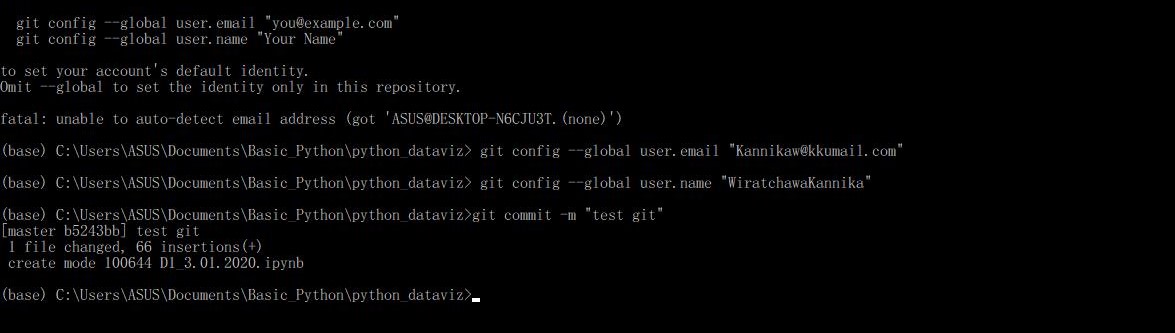 git config --global user.email "you@example.com"
git config --global user.name "Your Name"
to set your account's default identity.
Omit --global to set the identity only in this repository.
fatal: unable to auto-detect email address (got 'ASUS@DESKTOP-N6CJU3T.(none)')
(base) C:\Users\ASUS\Documents\Basic_Python\python_dataviz> git config --global user.email "Kannikaw@kkumail.com"
(base) C:\Users\ASUS\Documents\Basic_Python\python_dataviz> git config --global user.name "WiratchawaKannika"
(base) C:\Users\ASUS\Documents\Basic_Python\python_dataviz>git commit -m "test git"
[master b5243bb] test git
1 file changed, 66 insertions(+)
create mode 100644 D1_3.01.2020.ipynb
(base) C:\Users\ASUS\Documents\Basic_Python\python_dataviz>